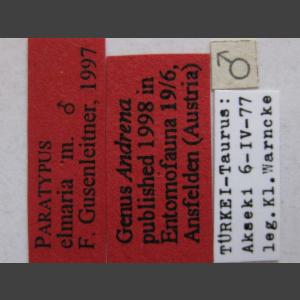 PARATYPUS
elmaria m. ♂
F. Gusenleitner, 1997
Genus Andrena
published 1998 in
Entomofauna 19/6,
Ansfelden (Austria)
♂
TÜRKEI-Taurus:
Akseki 6-IV-77
leg.Kl.Warncke